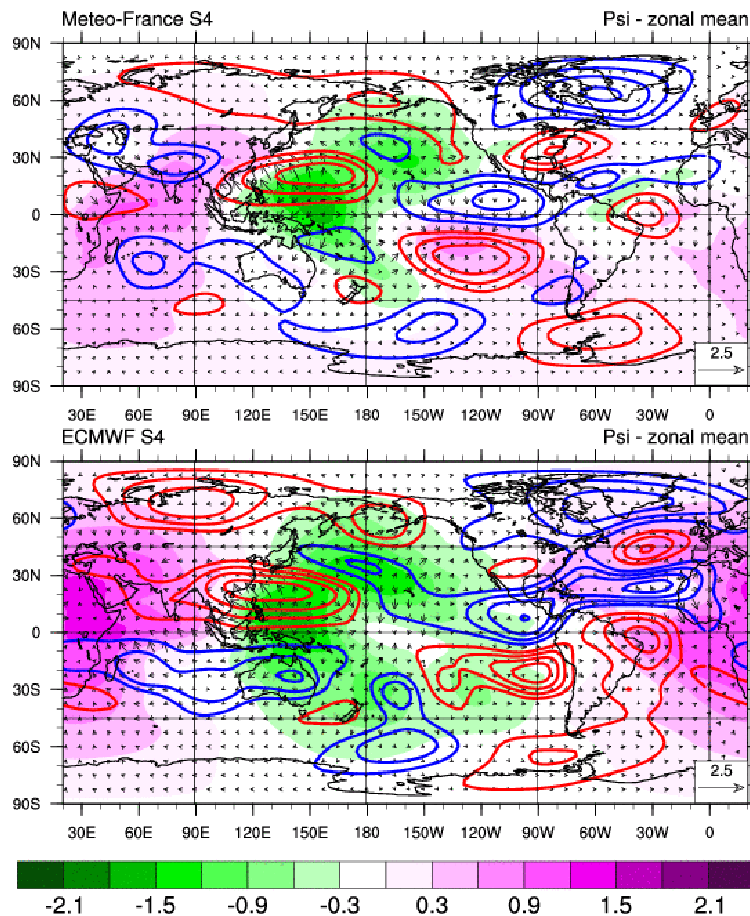 Meteo-France S4 Psi - zonal mean
90N
60N
30N
0
30S
60S
90S
2.5
30E 60E 90E 120E 150E 180 150W 120W 90W 60W 30W 0
ECMWF S4 Psi - zonal mean
90N
60N
30N
0
30S
60S
90S
2.5
30E 60E 90E 120E 150E 180 150W 120W 90W 60W 30W 0
-2.1 -1.5 -0.9 -0.3 0.3 0.9 1.5 2.1